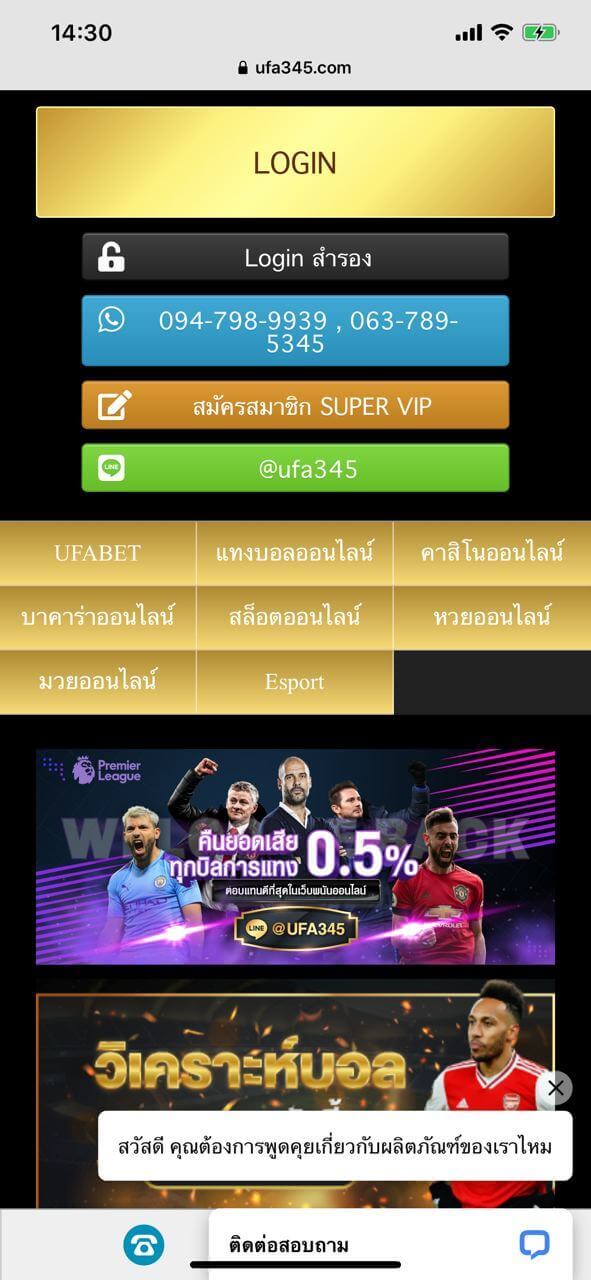 14:30
ufa345.com
LOGIN
Login สำรอง
094-798-9939 , 063-789-
5345
สมัครสมาชิก SUPER VIP
LINE
@ufa345
UFABET
แทงบอลออนไลน์
คาสิโนออนไลน์
บาคาร่าออนไลน์
สล็อตออนไลน์
หวยออนไลน์
มวยออนไลน์
Esport
Premier
League
คืนยอดเสีย
ทุกบิลการแทง 0.5%
ตอบแทนดีที่สุดในเว็บพนันออนไลน์
LINE @UFA345
วิเคราะห์บอล
สวัสดี คุณต้องการพูดคุยเกี่ยวกับผลิตภัณฑ์ของเราไหม
ติดต่อสอบถาม